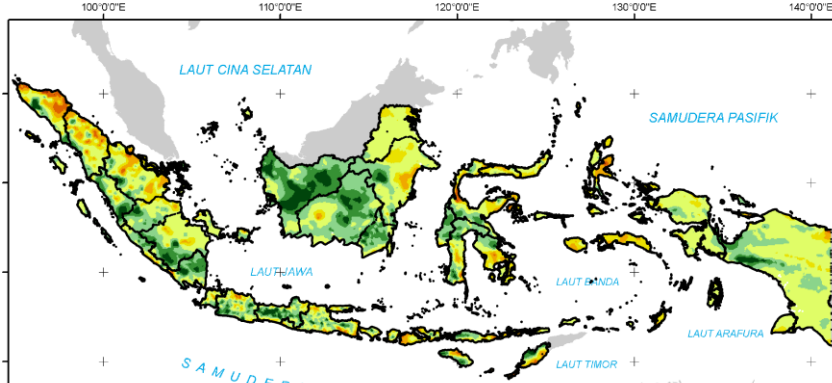 100°0'0"E 110°0'0"E 120°0'0"E 130°0'0"E 140°0'0"E
LAUT CINA SELATAN
SAMUDERA PASIFIK
LAUT JAWA
LAUT BANDA
LAUT ARAFURA
LAUT TIMOR